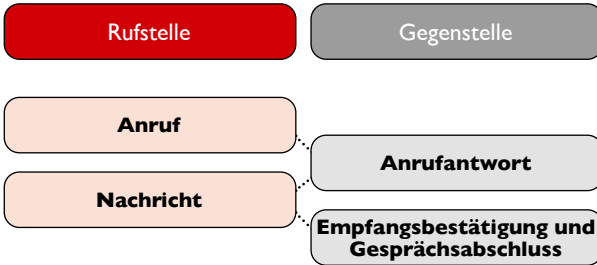 Rufstelle
Gegenstelle
Anruf
Anrufantwort
Nachricht
Empfangsbestätigung und
Gesprächsabschluss